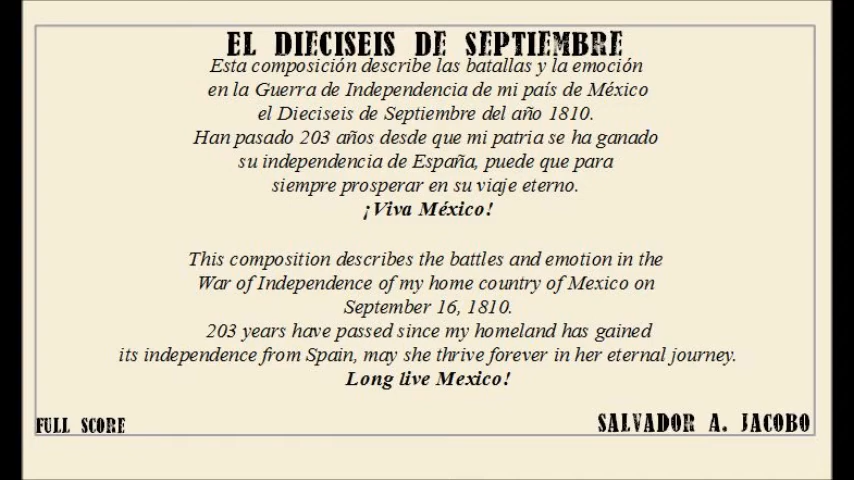 EL DIECISEIS DE SEPTIEMBRE
Esta composición describe las batallas y la emoción
en la Guerra de Independencia de mi país de México
el Dieciseis de Septiembre del año 1810.
Han pasado 203 años desde que mi patria se ha ganado
su independencia de España, puede que para
siempre prosperar en su viaje eterno.
¡Viva México!
This composition describes the battles and emotion in the
War of Independence of my home country of Mexico on
September 16, 1810.
203 years have passed since my homeland has gained
its independence from Spain, may she thrive forever in her eternal journey.
Long live Mexico!
FULL SCORE
SALVADOR A. JACOBO